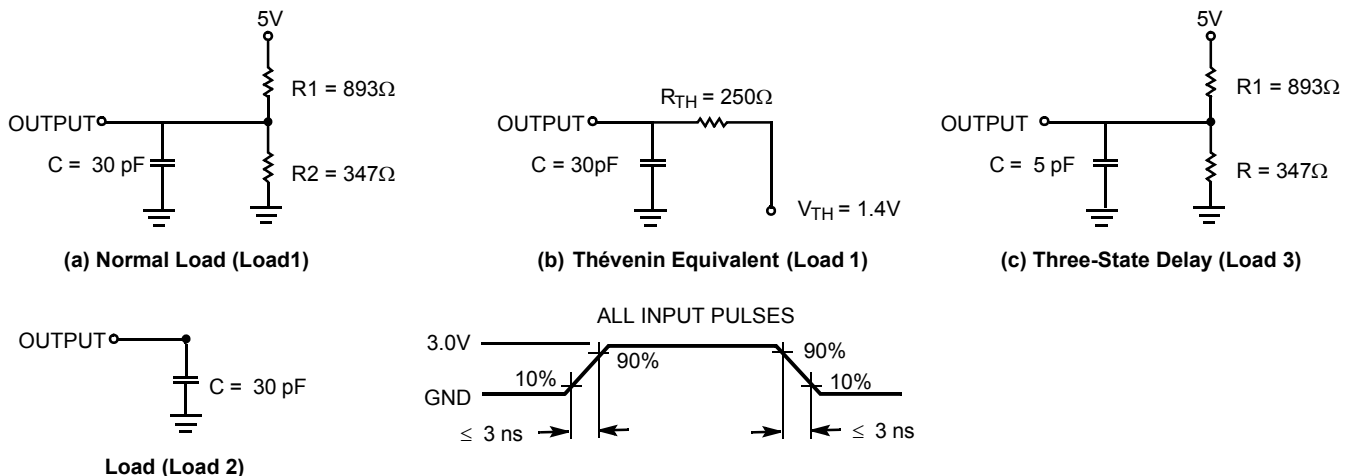 5V
R1 = 893Ω
OUTPUT
C = 30 pF
R2 = 347Ω
(a) Normal Load (Load1)
RTH = 250Ω
OUTPUT
C = 30pF
VTH = 1.4V
(b) Thévenin Equivalent (Load 1)
5V
R1 = 893Ω
OUTPUT
C = 5 pF
R = 347Ω
(c) Three-State Delay (Load 3)
OUTPUT
C = 30 pF
Load (Load 2)
ALL INPUT PULSES
3.0V
90%
90%
10%
10%
GND
≤ 3 ns
≤ 3 ns